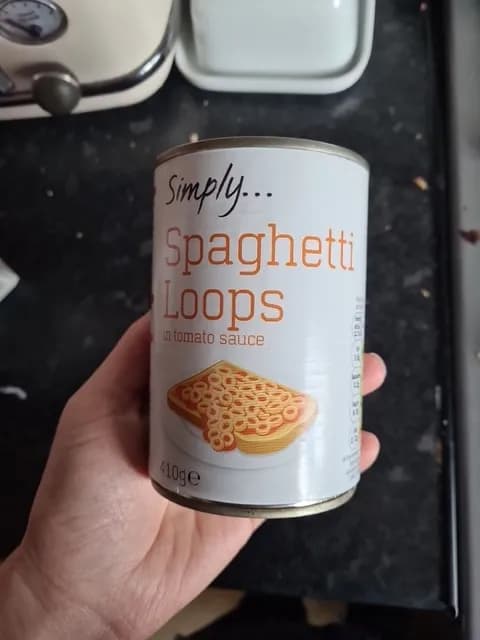 Simply...
Spaghetti
Loops
in tomato sauce
410g℮